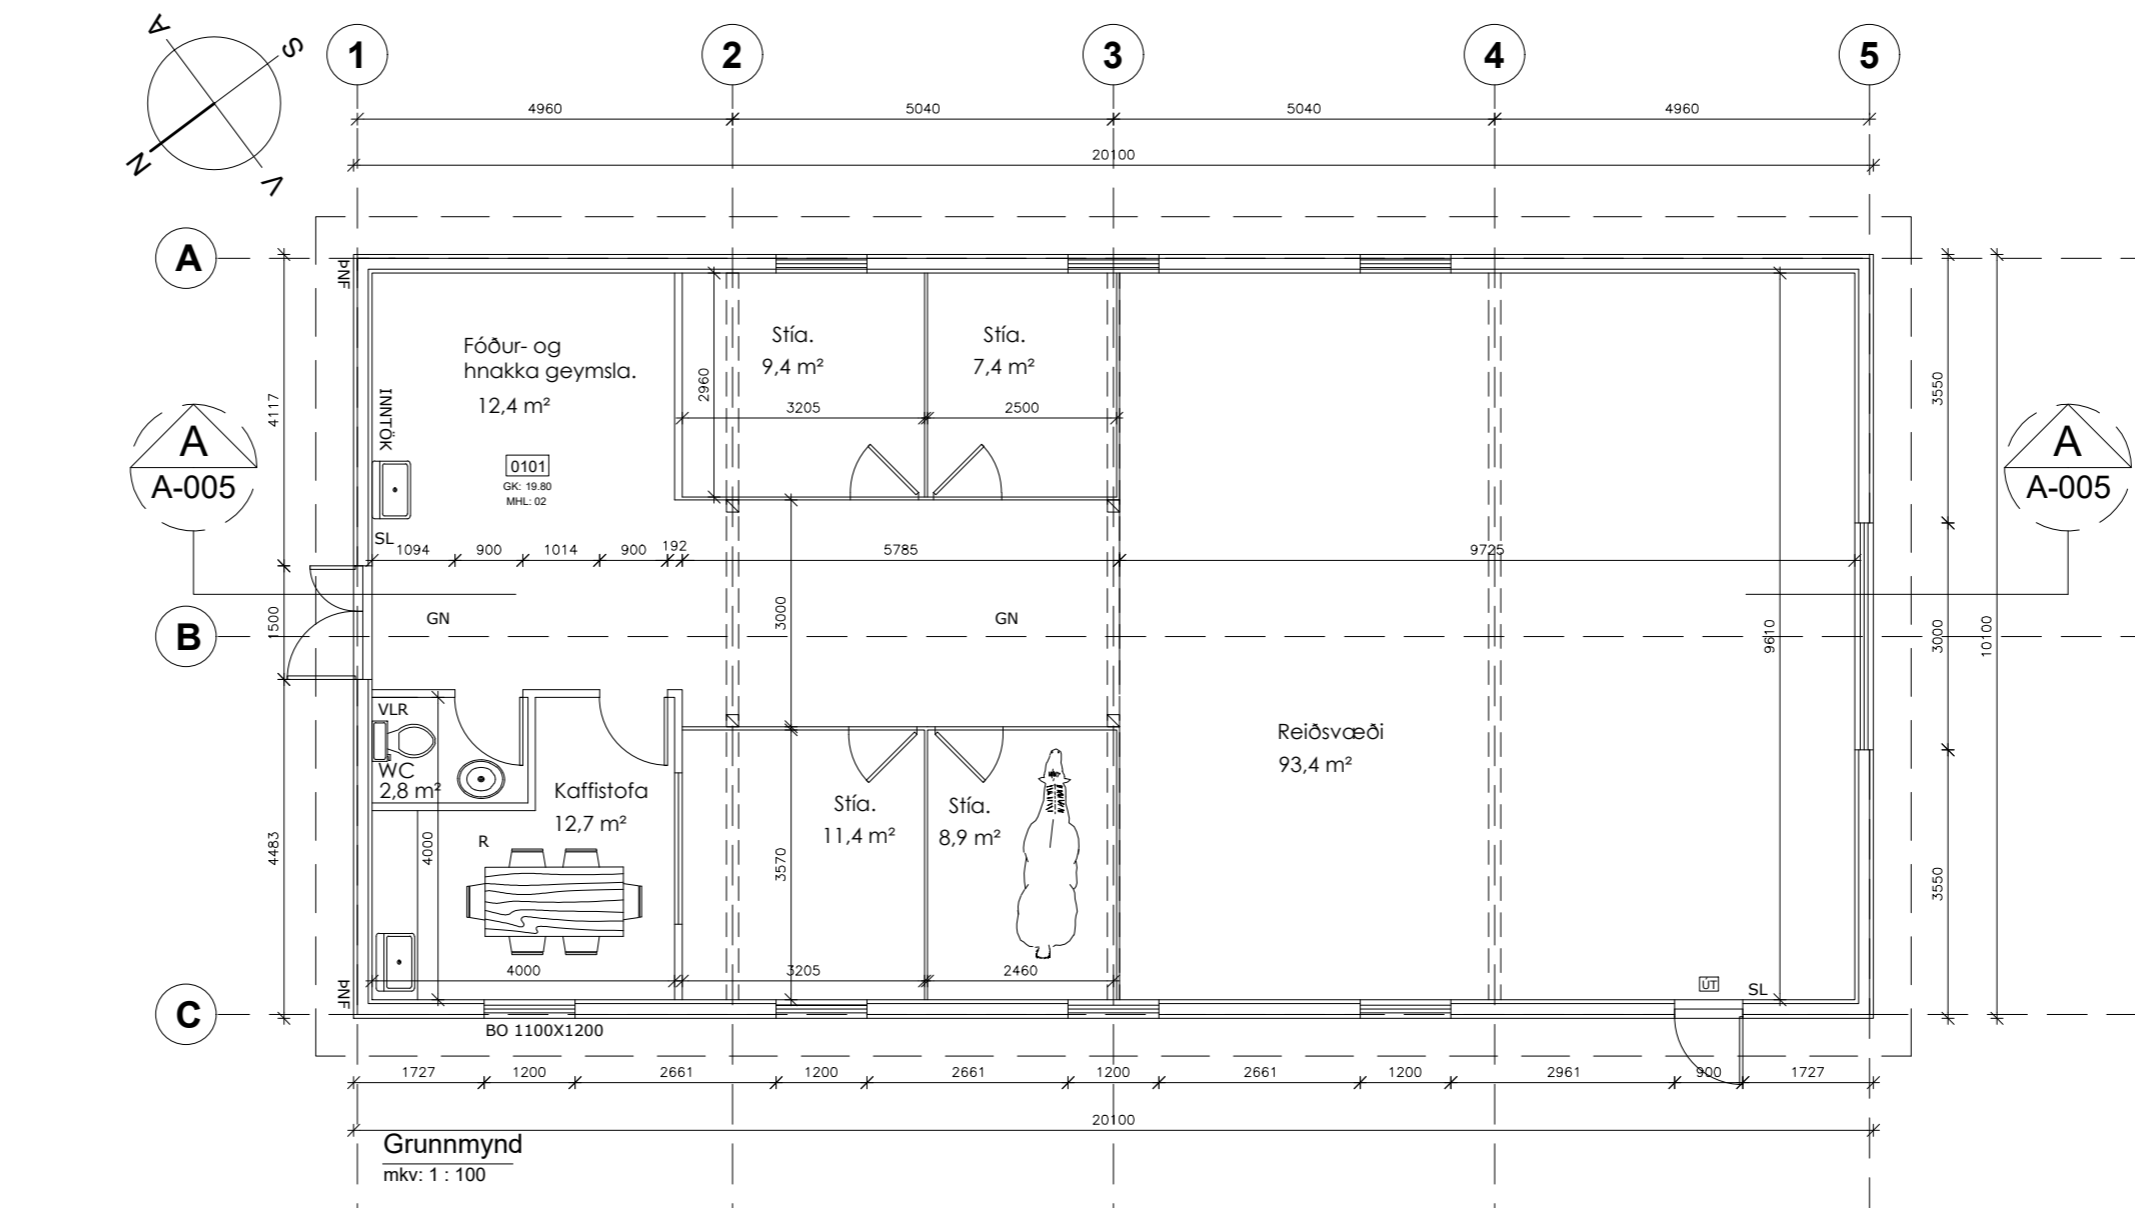 A
S
N
V
1
2
3
4
5
4960
5040
5040
4960
20100
A
B
C
ÞNF
Fóður- og
hnakka geymsla.
12,4 m²
INNTÖK
0101
GK: 19.80
MHL: 02
SL
Stía.
9,4 m²
Stía.
7,4 m²
2960
3205
2500
4117
1500
4483
A
A-005
A
A-005
1094
900
1014
900
192
5785
9725
GN
GN
3000
9610
3550
3000
3550
10100
VLR
WC
2,8 m²
Kaffistofa
12,7 m²
R
4000
4000
Stía.
11,4 m²
Stía.
8,9 m²
3570
3205
2460
Reiðsvæði
93,4 m²
ÚT
SL
ÞNF
BO 1100X1200
1727
1200
2661
1200
2661
1200
2661
1200
2961
900
1727
20100
Grunnmynd
mkv: 1 : 100